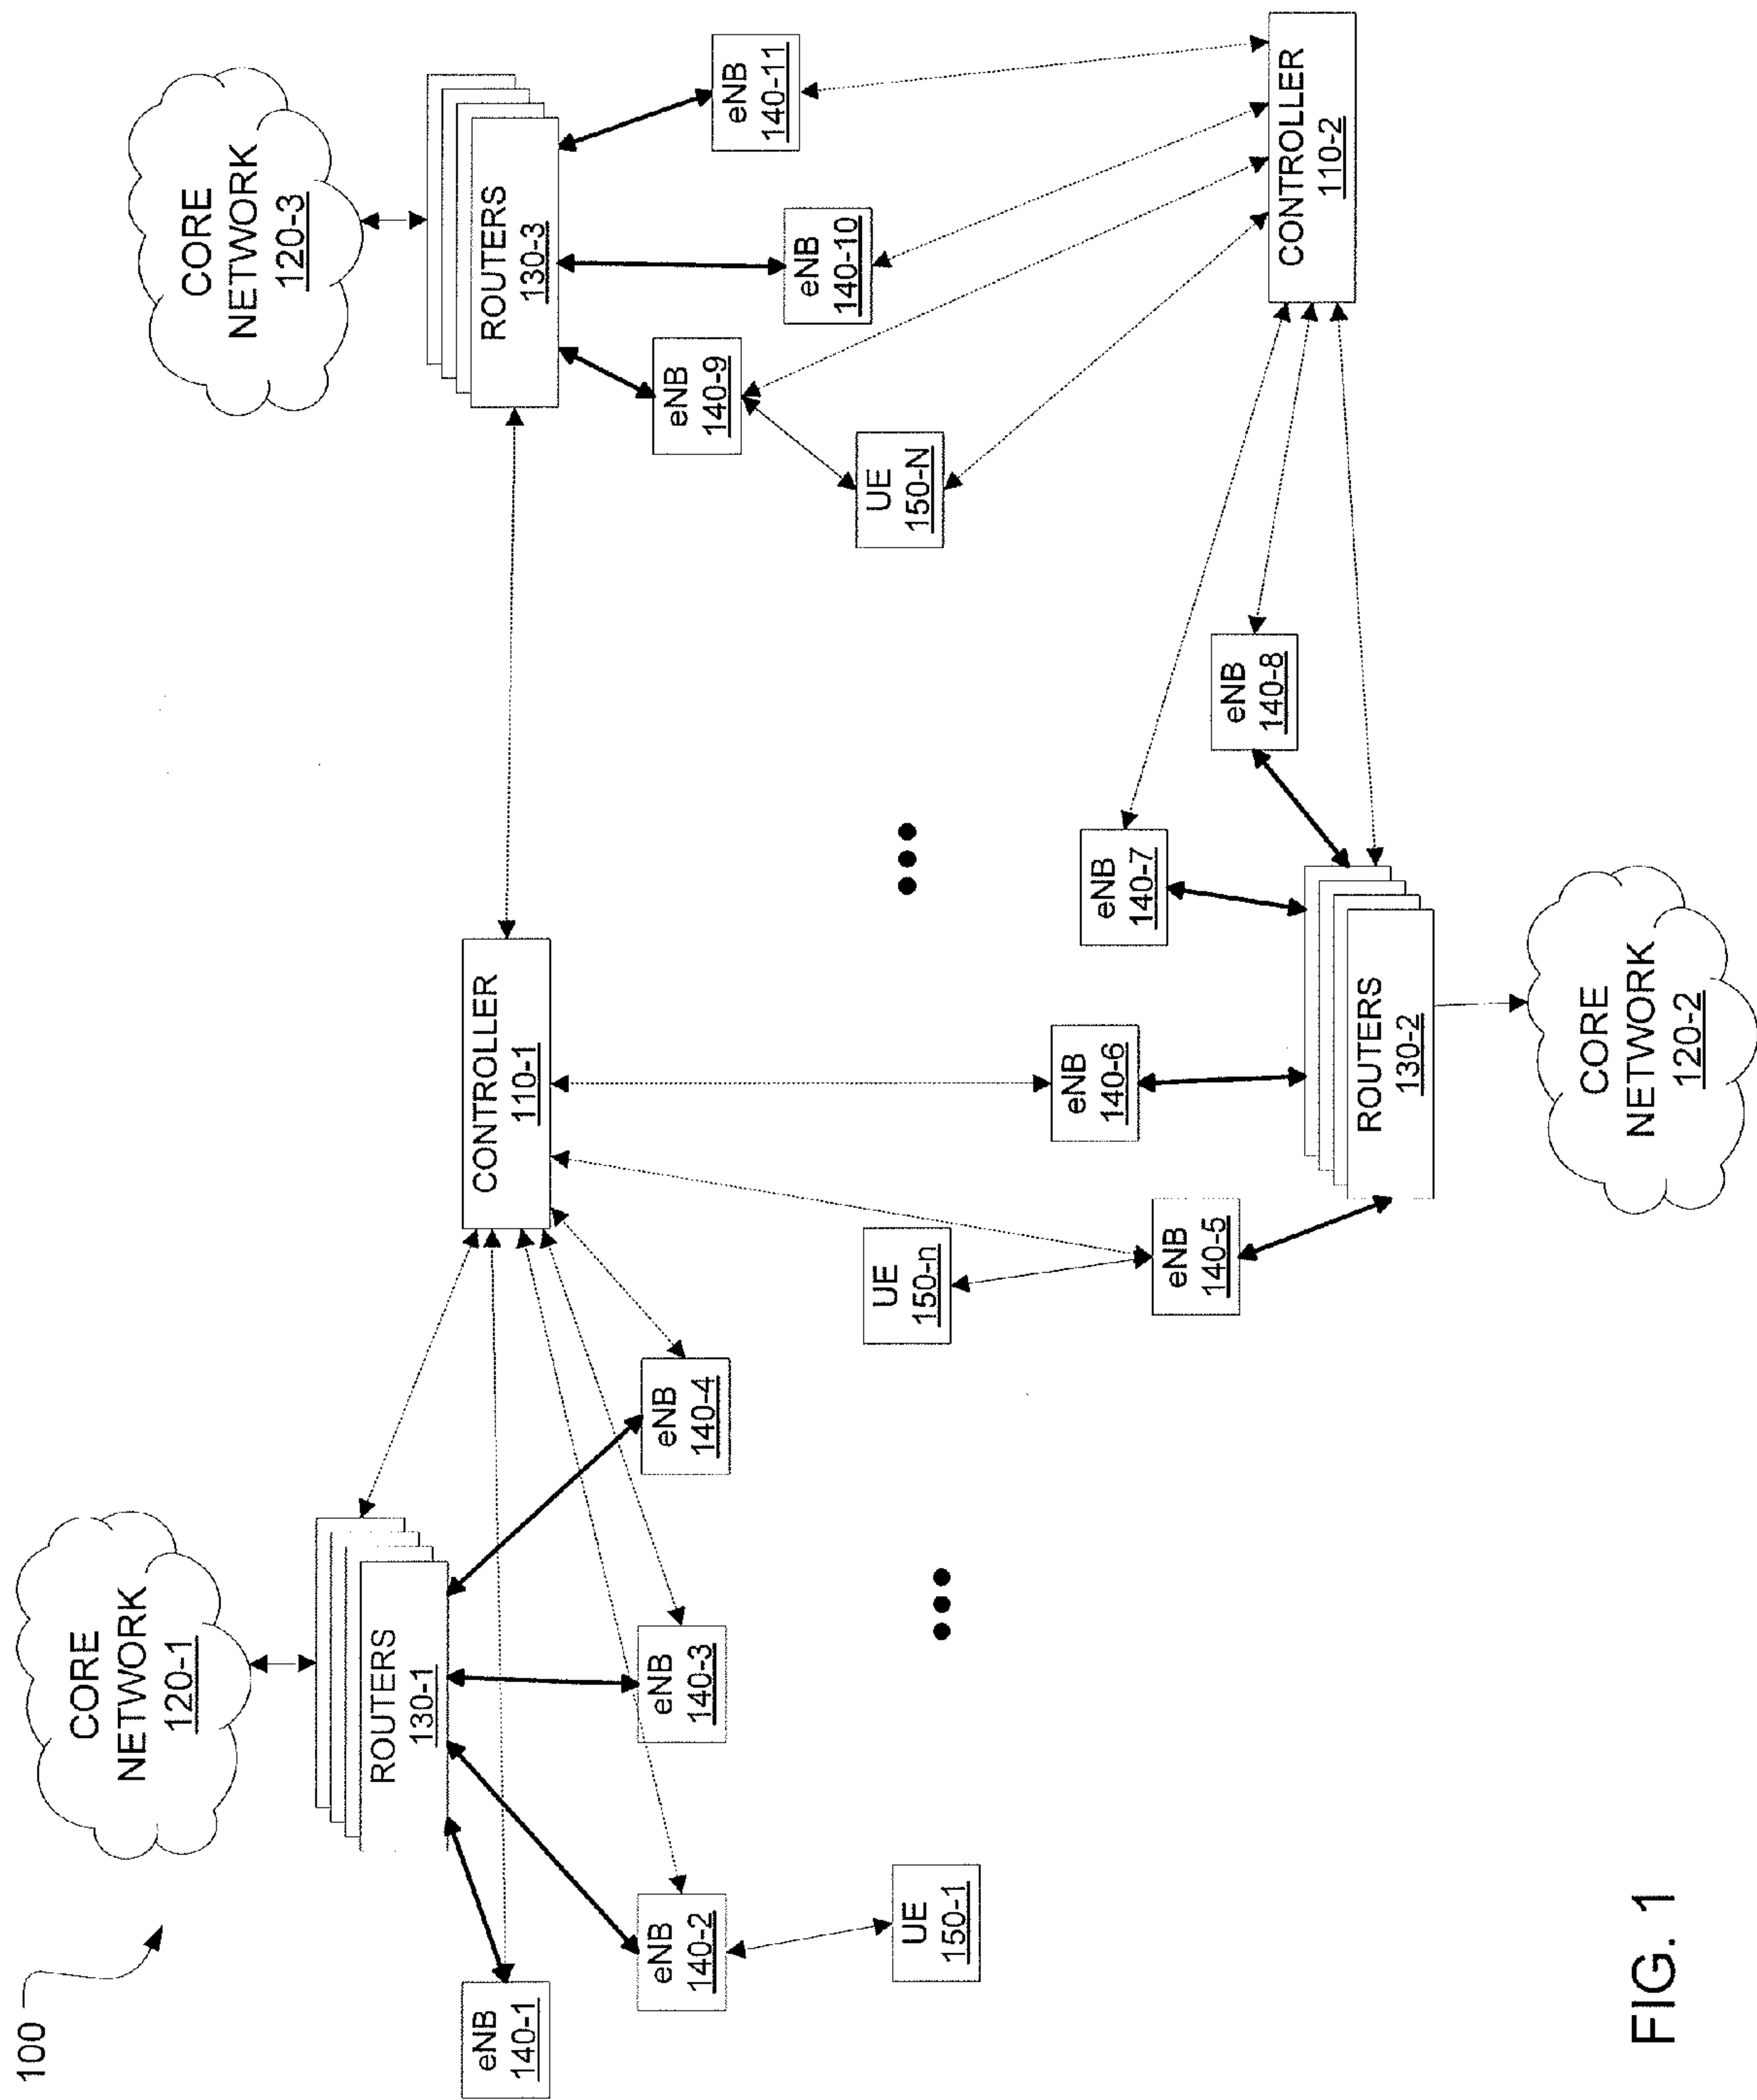 100
CORE
NETWORK
120-1
CORE
NETWORK
120-3
ROUTERS
130-1
CONTROLLER
110-1
ROUTERS
130-3
eNB
140-1
eNB
140-2
eNB
140-3
eNB
140-4
eNB
140-9
eNB
140-10
eNB
140-11
UE
150-1
UE
150-n
UE
150-N
eNB
140-5
eNB
140-6
eNB
140-7
eNB
140-8
CONTROLLER
110-2
ROUTERS
130-2
CORE
NETWORK
120-2
FIG. 1